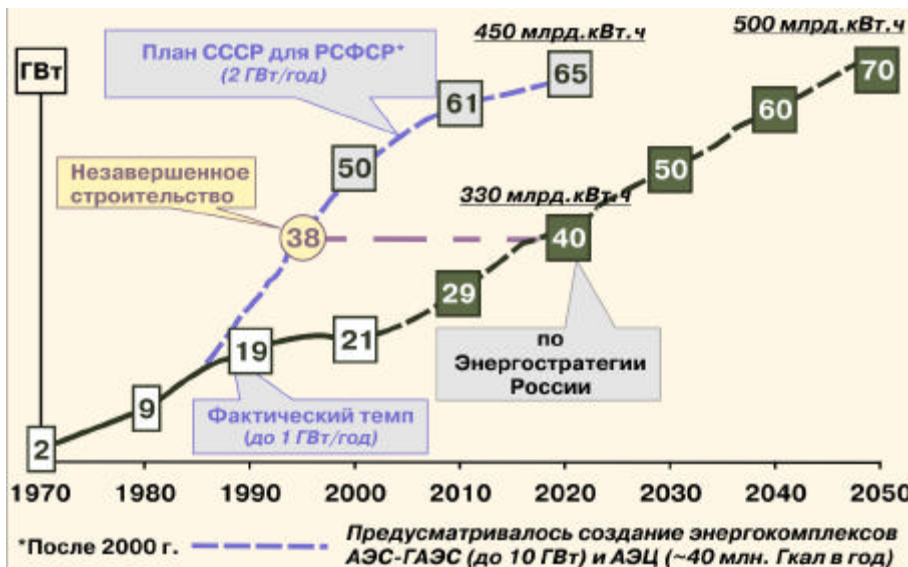 450 млрд.кВт.ч
500 млрд.кВт.ч
ГВт
План СССР для РСФСР*
(2 ГВт/год)
65
70
61
60
50
50
Незавершенное
строительство
330 млрд.кВт.ч
38
40
29
19
21
по
Энергостратегии
России
9
Фактический темп
(до 1 ГВт/год)
2
1970 1980 1990 2000 2010 2020 2030 2040 2050
*После 2000 г.
Предусматривалось создание энергокомплексов
АЭС-ГАЭС (до 10 ГВт) и АЭЦ (~40 млн. Гкал в год)